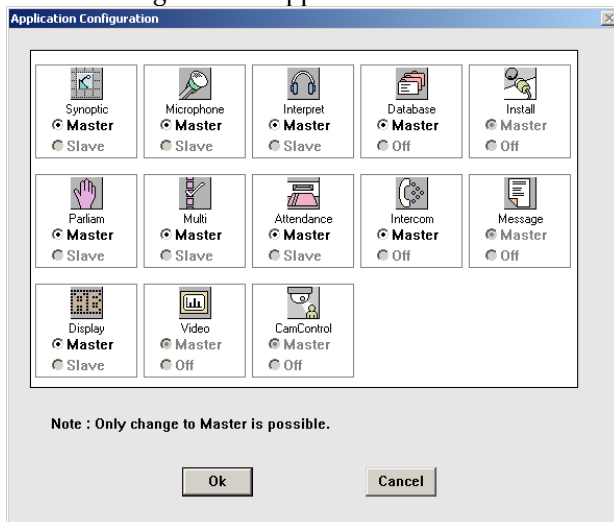 Application Configuration
Synoptic Microphone Interpret Database Install
Master Master Master Master Master
Slave Slave Slave Off Off
Parliam Multi Attendance Intercom Message
Master Master Master Master Master
Slave Slave Slave Off Off
Display Video CamControl
Master Master Master
Slave Off Off
Note : Only change to Master is possible.
Ok Cancel